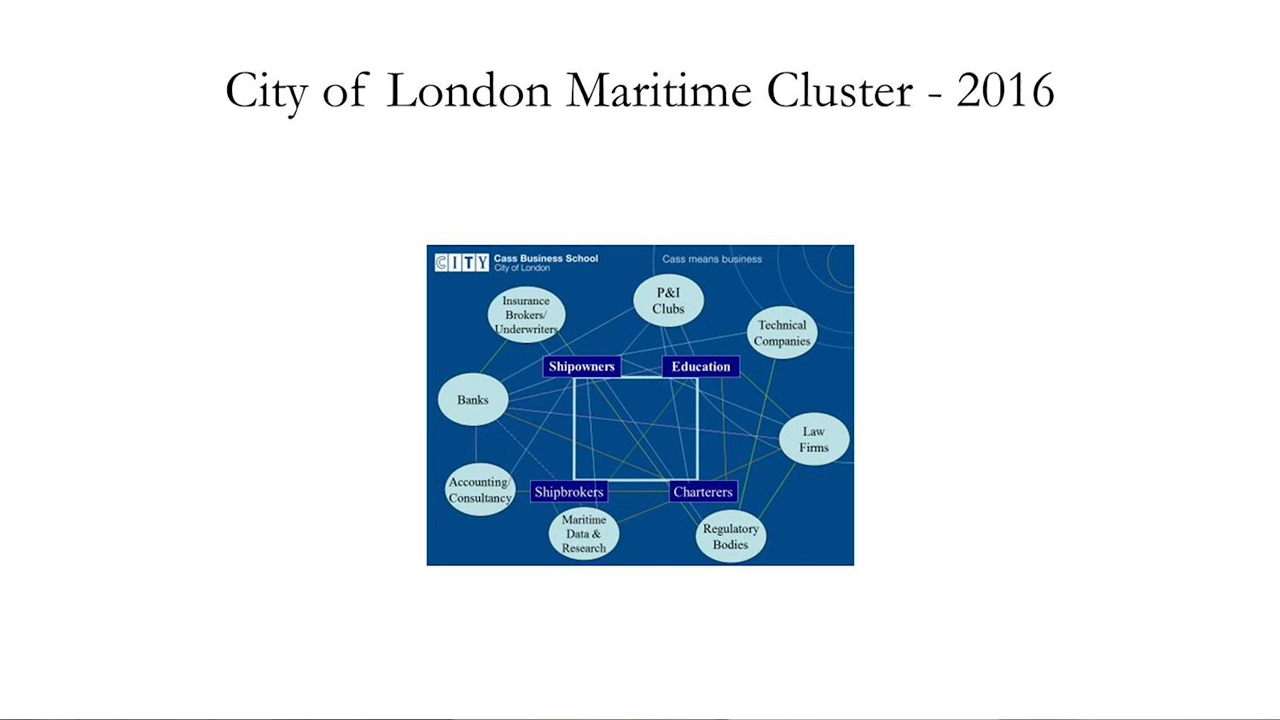 City of London Maritime Cluster - 2016
CITY
Cass Business School
City of London
Cass means business
Insurance
Brokers/
Underwriters
P&I
Clubs
Technical
Companies
Shipowners
Education
Banks
Law
Firms
Accounting/
Consultancy
Shipbrokers
Charterers
Maritime
Data &
Research
Regulatory
Bodies